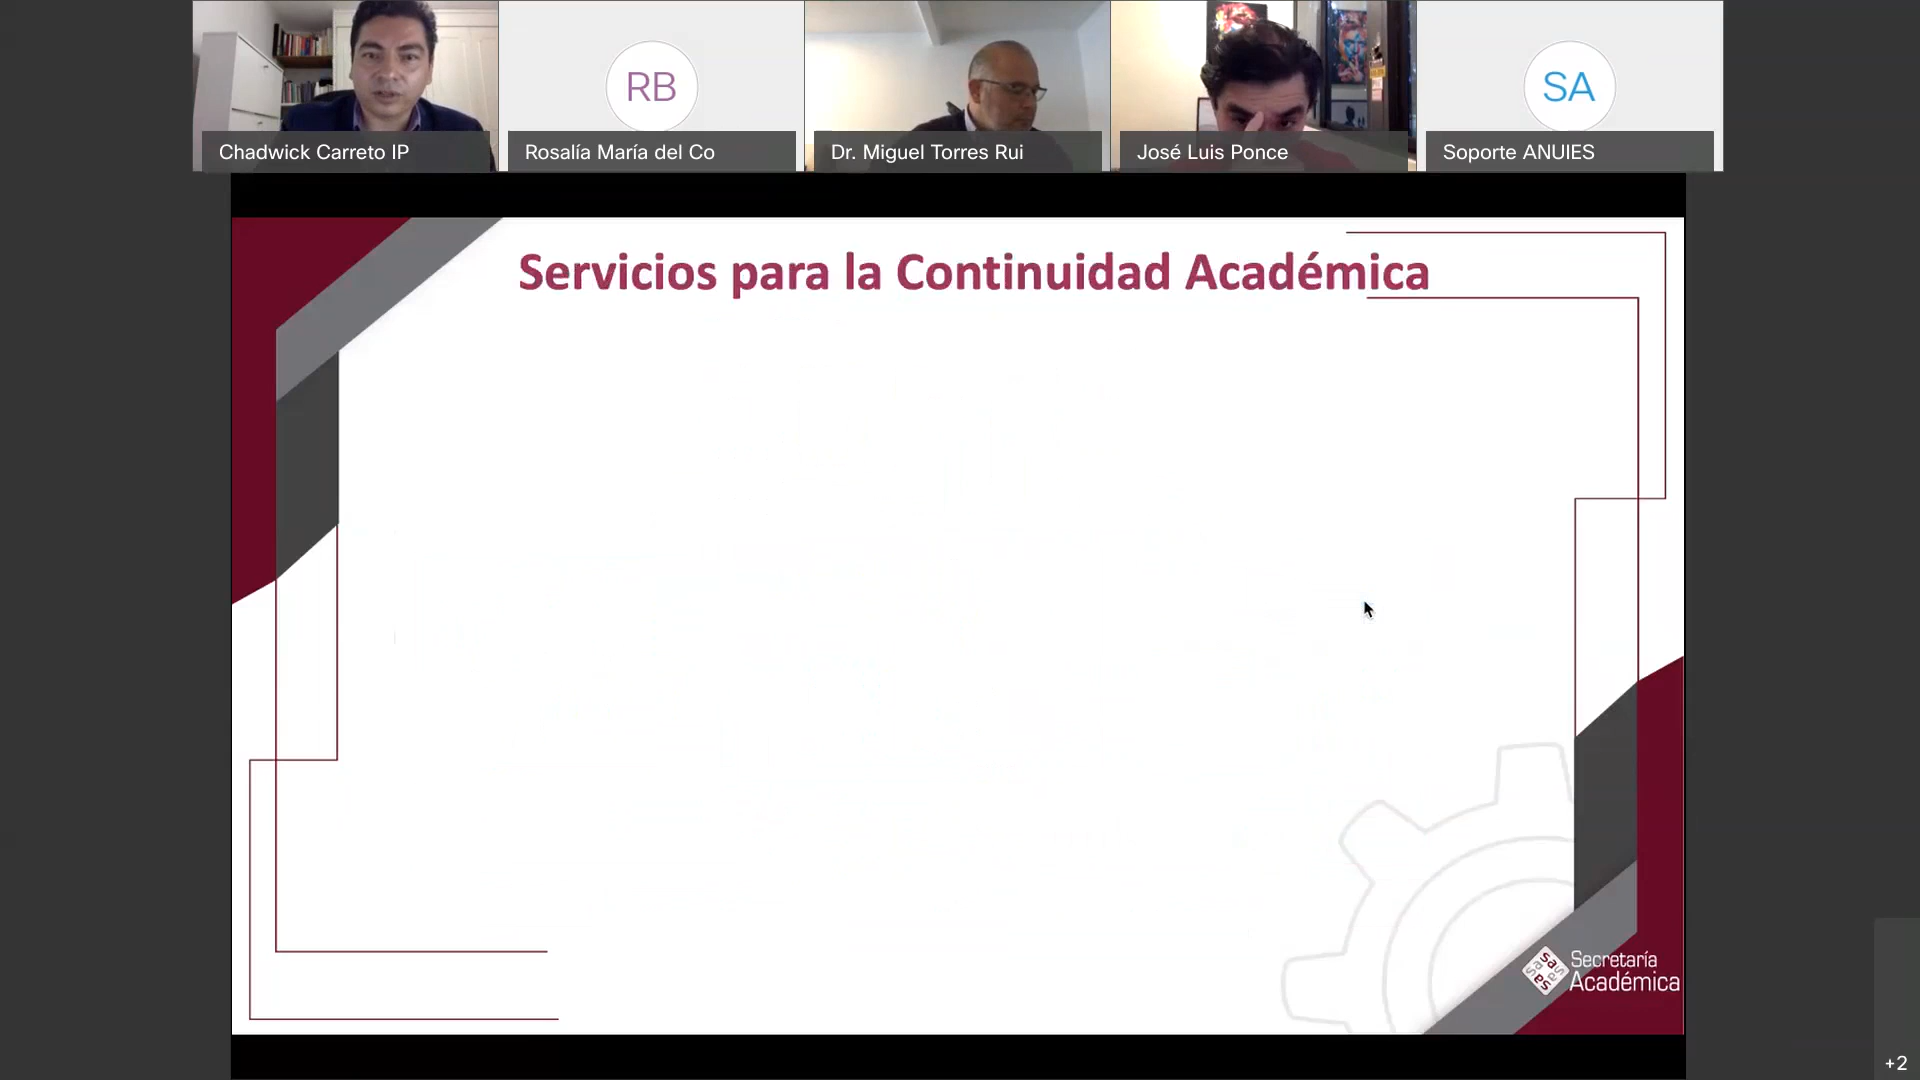 RB
SA
Chadwick Carreto IP
Rosalía María del Co
Dr. Miguel Torres Rui
José Luis Ponce
Soporte ANUIES
Servicios para la Continuidad Académica
Secretaría
Académica
+2